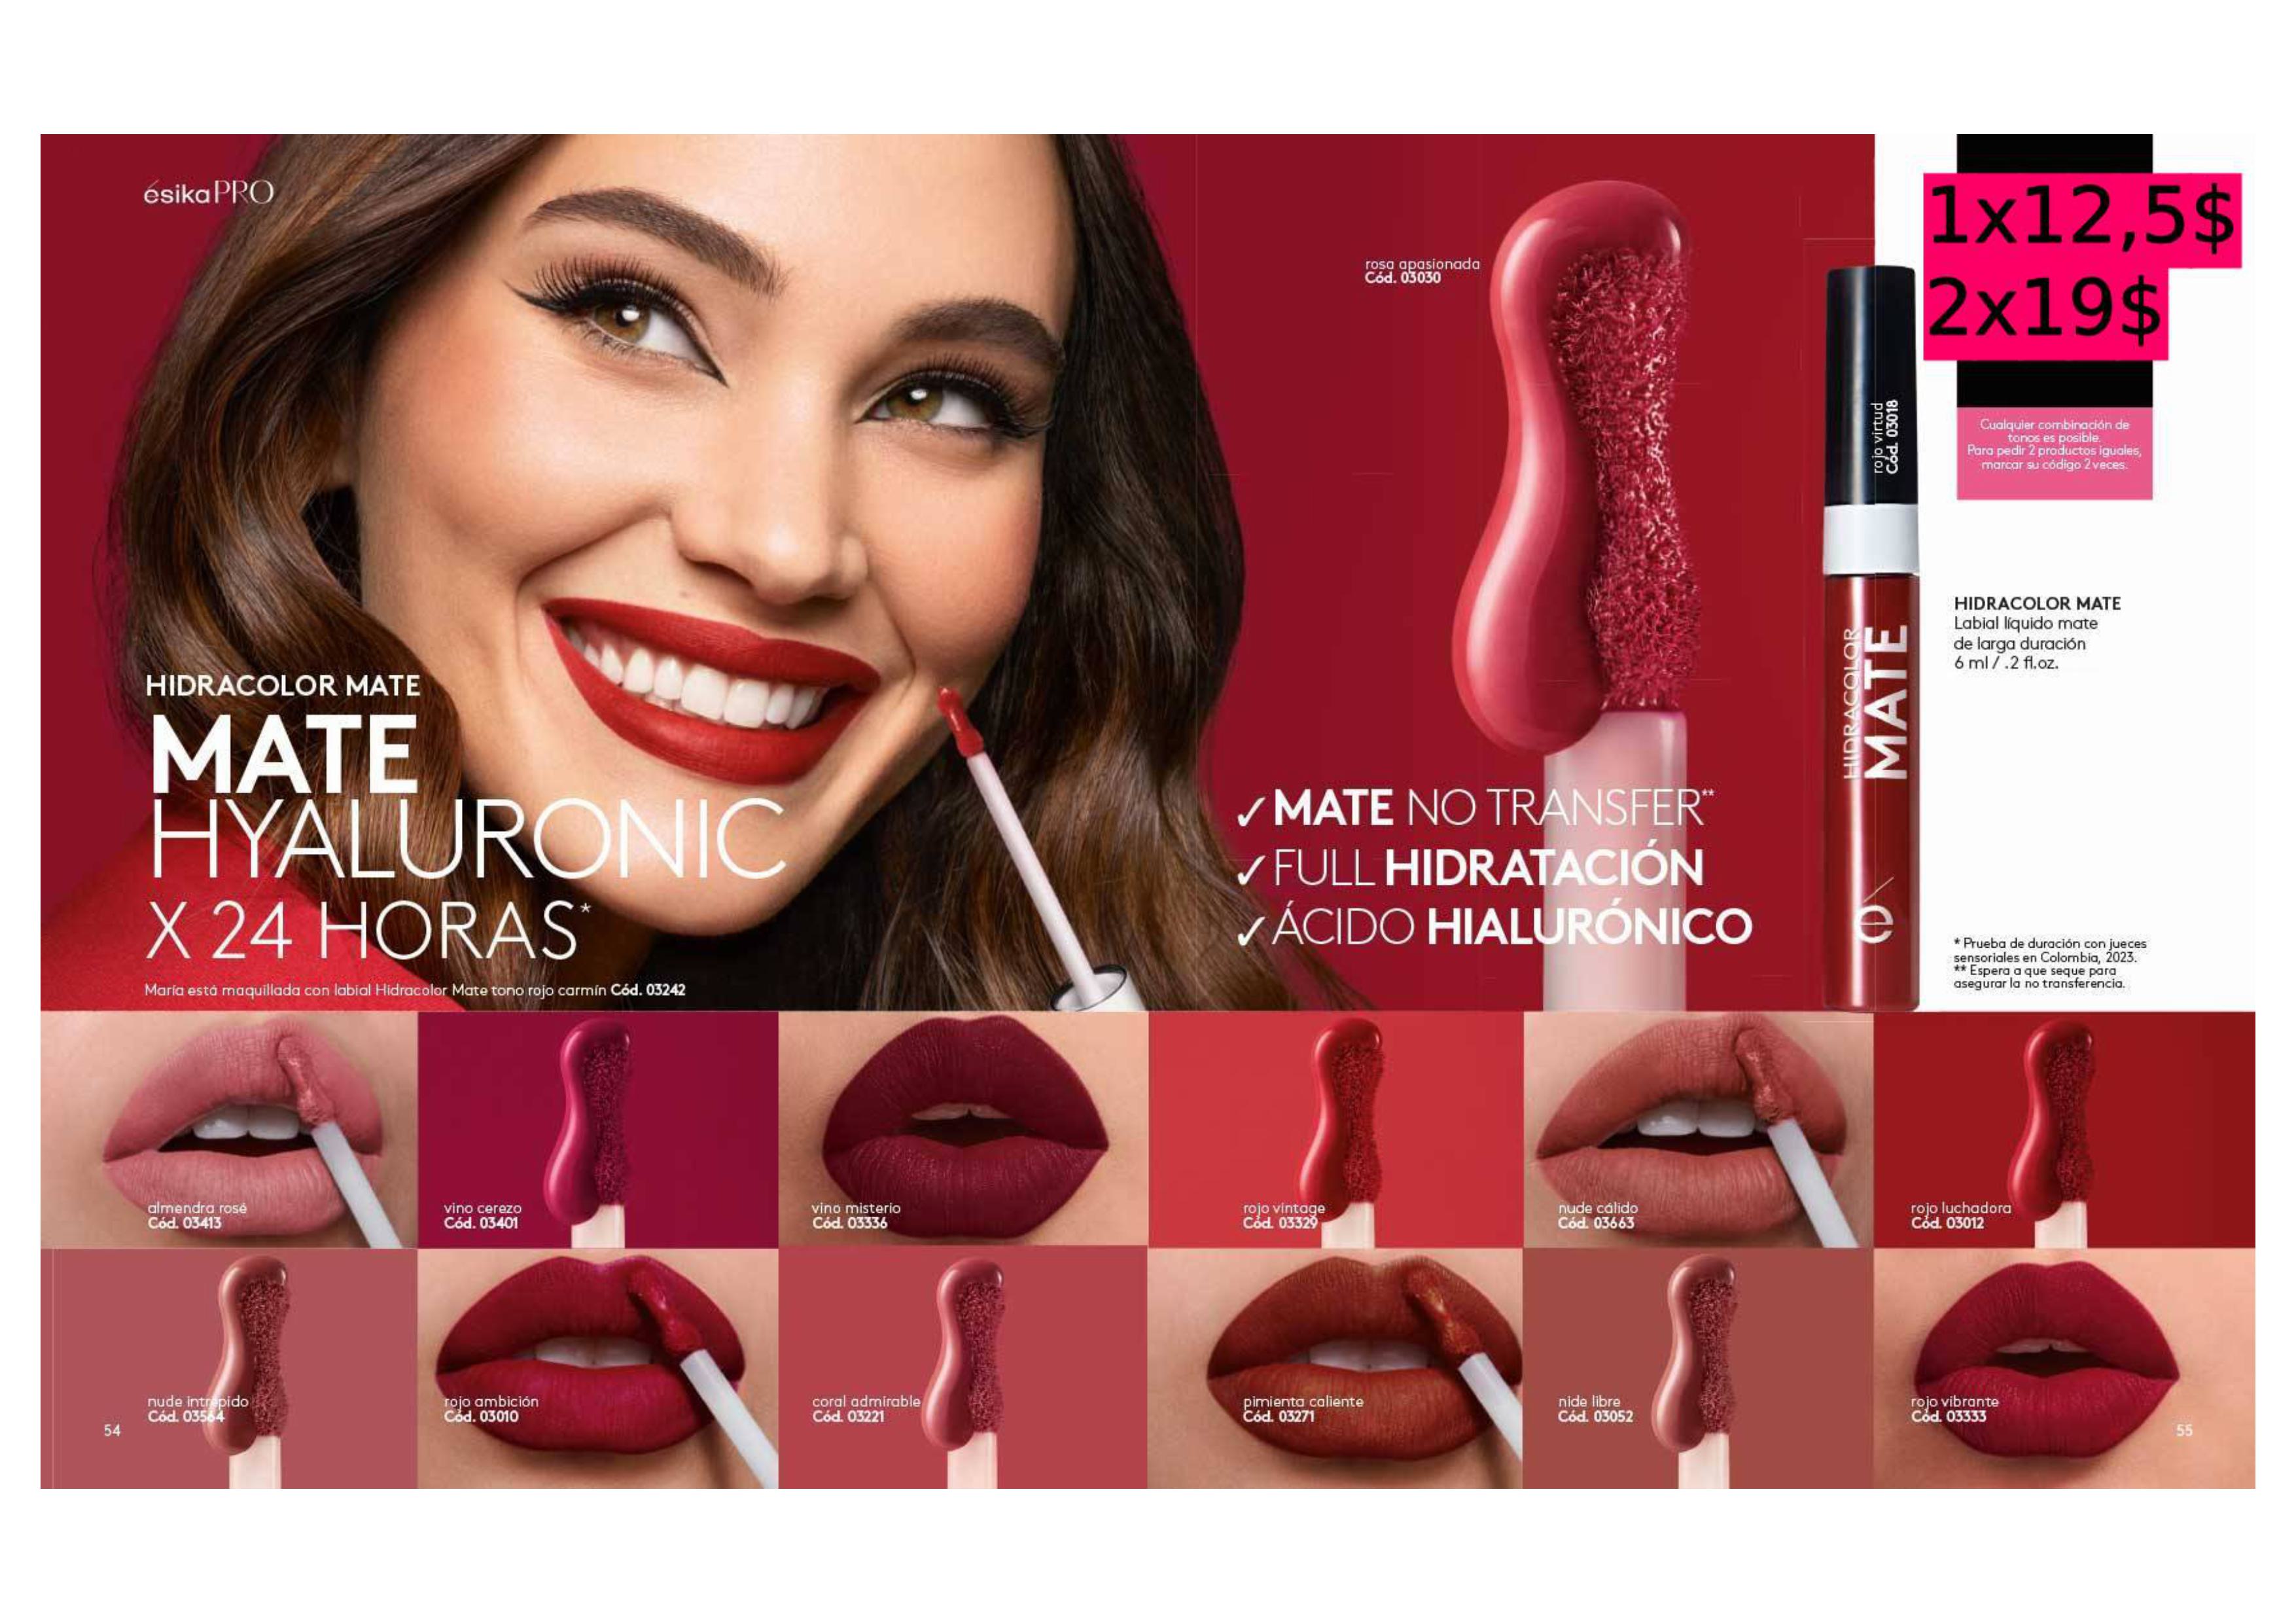 ésika PRO
HIDRACOLOR MATE
MATE
HYALURONIC
X 24 HORAS*
María está maquillada con labial Hidracolor Mate tono rojo carmín Cód. 03242
rosa apasionada
Cód. 03030
✓ MATE NO TRANSFER**
✓ FULL HIDRATACIÓN
✓ ÁCIDO HIALURÓNICO
rojo virtud
Cód. 03018
HIDRACOLOR
MATE
é
1x12,5$
2x19$
Cualquier combinación de
tonos es posible.
Para pedir 2 productos iguales,
marcar su código 2 veces.
HIDRACOLOR MATE
Labial líquido mate
de larga duración
6 ml / .2 fl.oz.
* Prueba de duración con jueces
sensoriales en Colombia, 2023.
** Espera a que seque para
asegurar la no transferencia.
almendra rosé
Cód. 03413
vino cerezo
Cód. 03401
vino misterio
Cód. 03336
rojo vintage
Cód. 03329
nude cálido
Cód. 03663
rojo luchadora
Cód. 03012
nude intrépido
Cód. 03564
rojo ambición
Cód. 03010
coral admirable
Cód. 03221
pimienta caliente
Cód. 03271
nide libre
Cód. 03052
rojo vibrante
Cód. 03333
54
55